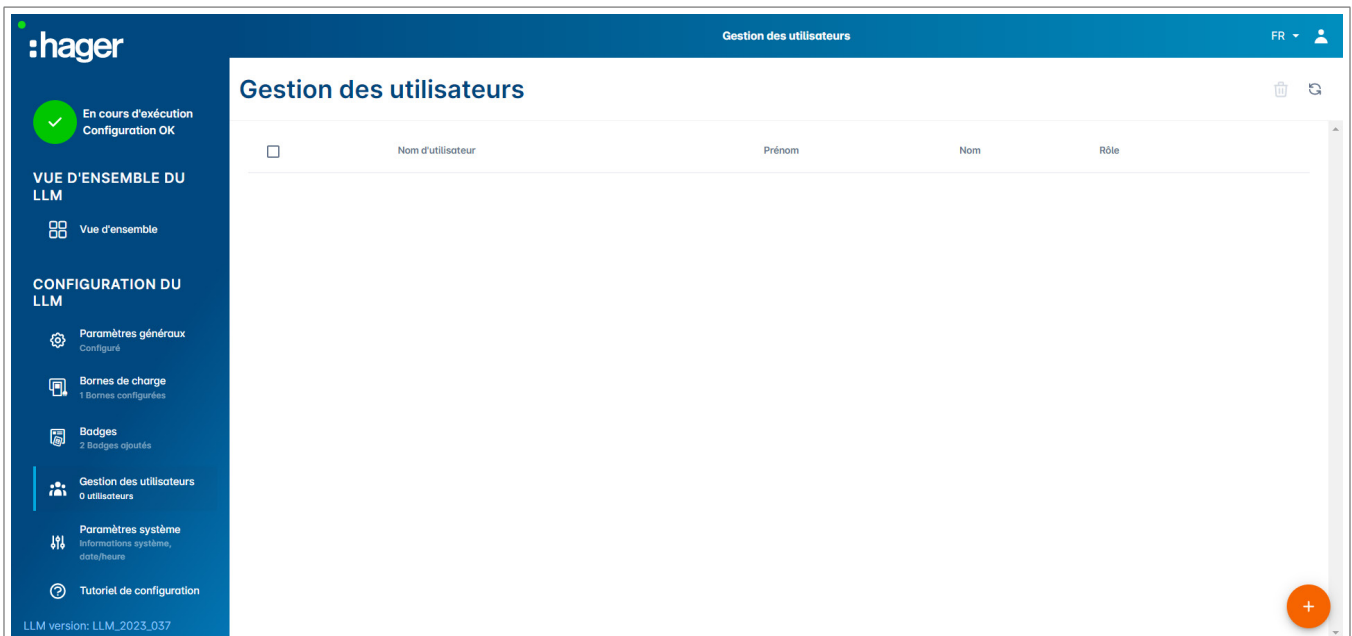 :hager
Gestion des utilisateurs
FR
En cours d'exécution
Configuration OK
VUE D'ENSEMBLE DU
LLM
Vue d'ensemble
CONFIGURATION DU
LLM
Paramètres généraux
Configuré
Bornes de charge
1 Bornes configurées
Badges
2 Badges ajoutés
Gestion des utilisateurs
0 utilisateurs
Paramètres système
Informations système,
date/heure
Tutoriel de configuration
LLM version: LLM_2023_037
Gestion des utilisateurs
Nom d'utilisateur Prénom Nom Rôle